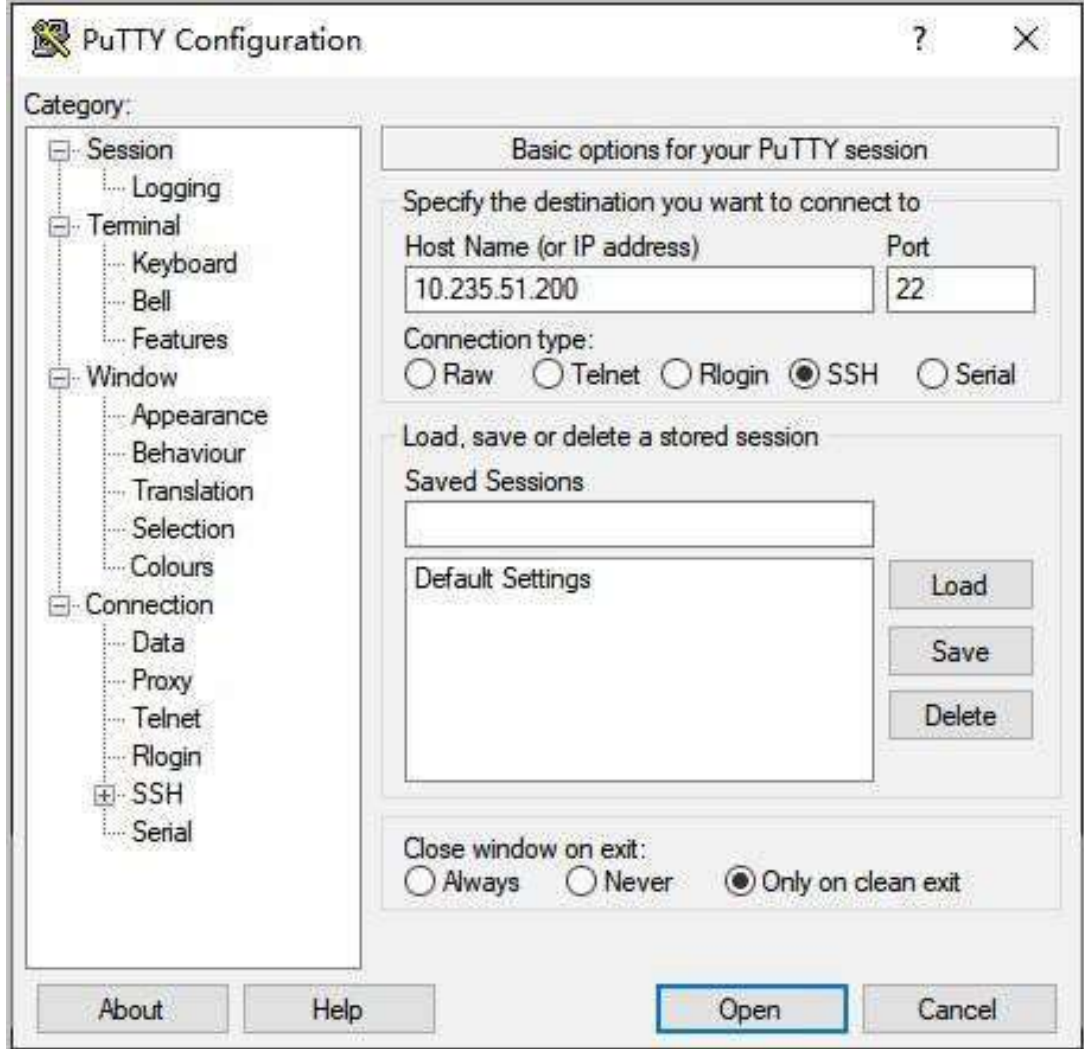 PuTTY Configuration
?
Category:
Session
Logging
Terminal
Keyboard
Bell
Features
Window
Appearance
Behaviour
Translation
Selection
Colours
Connection
Data
Proxy
Telnet
Rlogin
SSH
Serial
Basic options for your PuTTY session
Specify the destination you want to connect to
Host Name (or IP address) Port
10.235.51.200 22
Connection type:
Raw Telnet Rlogin SSH Serial
Load, save or delete a stored session
Saved Sessions
Default Settings
Load
Save
Delete
Close window on exit:
Always Never Only on clean exit
About Help Open Cancel